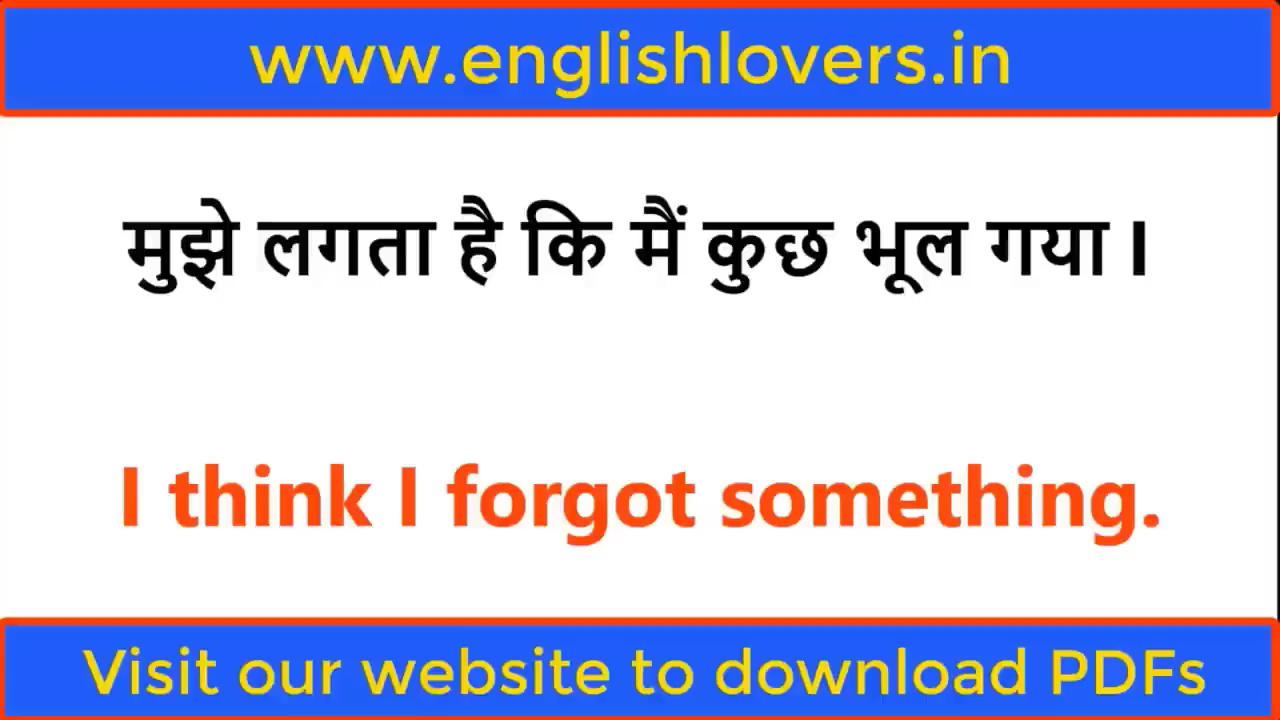 www.englishlovers.in
मुझे लगता है कि मैं कुछ भूल गया ।
I think I forgot something.
Visit our website to download PDFs